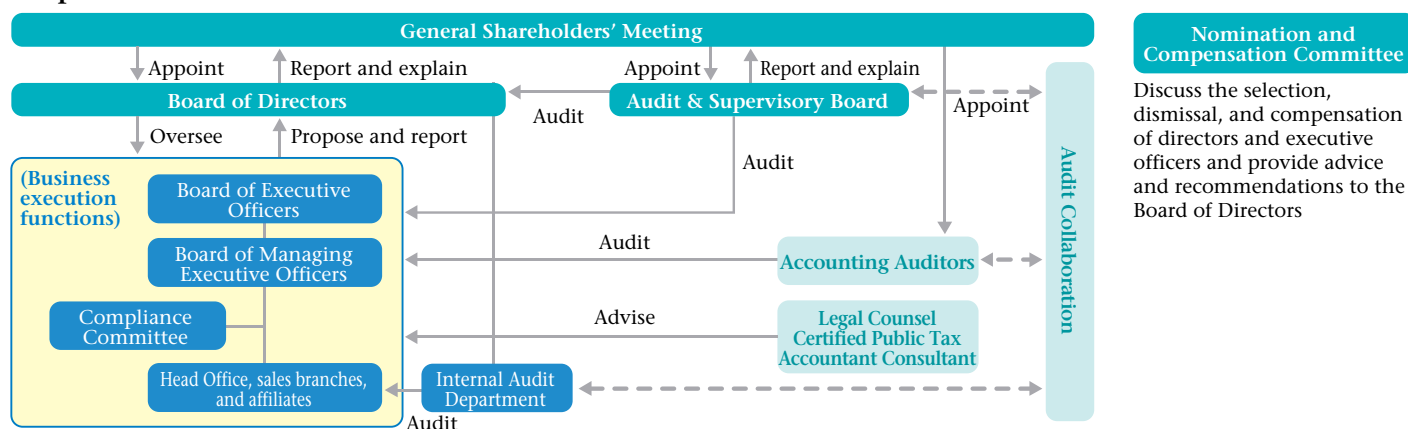 General Shareholders’ Meeting
Appoint
Report and explain
Appoint
Report and explain
Board of Directors
Audit
Audit & Supervisory Board
Appoint
Oversee
Propose and report
Audit
(Business
execution
functions)
Board of Executive
Officers
Board of Managing
Executive Officers
Audit
Accounting Auditors
Compliance
Committee
Advise
Legal Counsel
Certified Public Tax
Accountant Consultant
Head Office, sales branches,
and affiliates
Internal Audit
Department
Audit
Audit Collaboration
Nomination and
Compensation Committee
Discuss the selection,
dismissal, and compensation
of directors and executive
officers and provide advice
and recommendations to the
Board of Directors